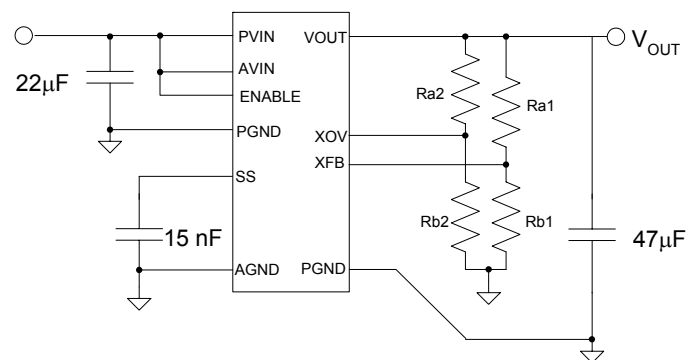 PVIN
VOUT
V_OUT
AVIN
22μF
ENABLE
Ra2
Ra1
PGND
XOV
XFB
SS
Rb2
Rb1
15 nF
47μF
AGND
PGND